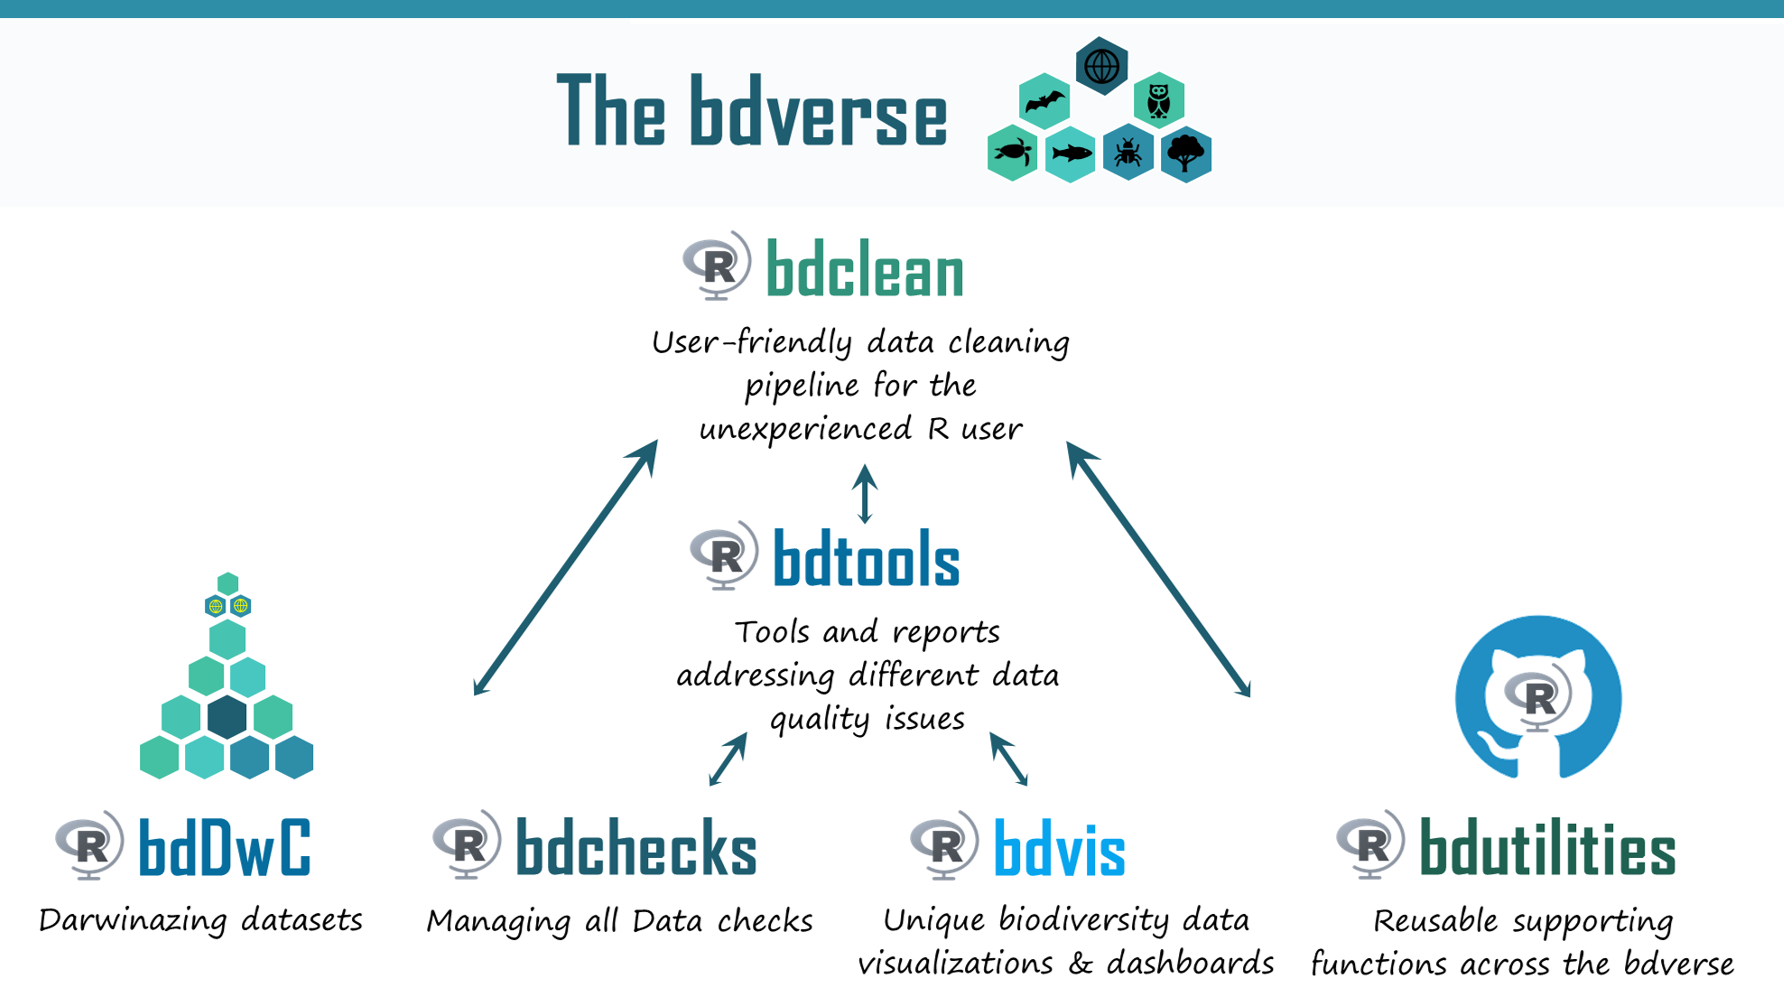 The bdverse
R bdclean
User-friendly data cleaning
pipeline for the
unexperienced R user
R bdtools
Tools and reports
addressing different data
quality issues
R
R bdDwC
Darwinazing datasets
R bdchecks
Managing all Data checks
R bdvis
Unique biodiversity data
visualizations & dashboards
R bdutilities
Reusable supporting
functions across the bdverse